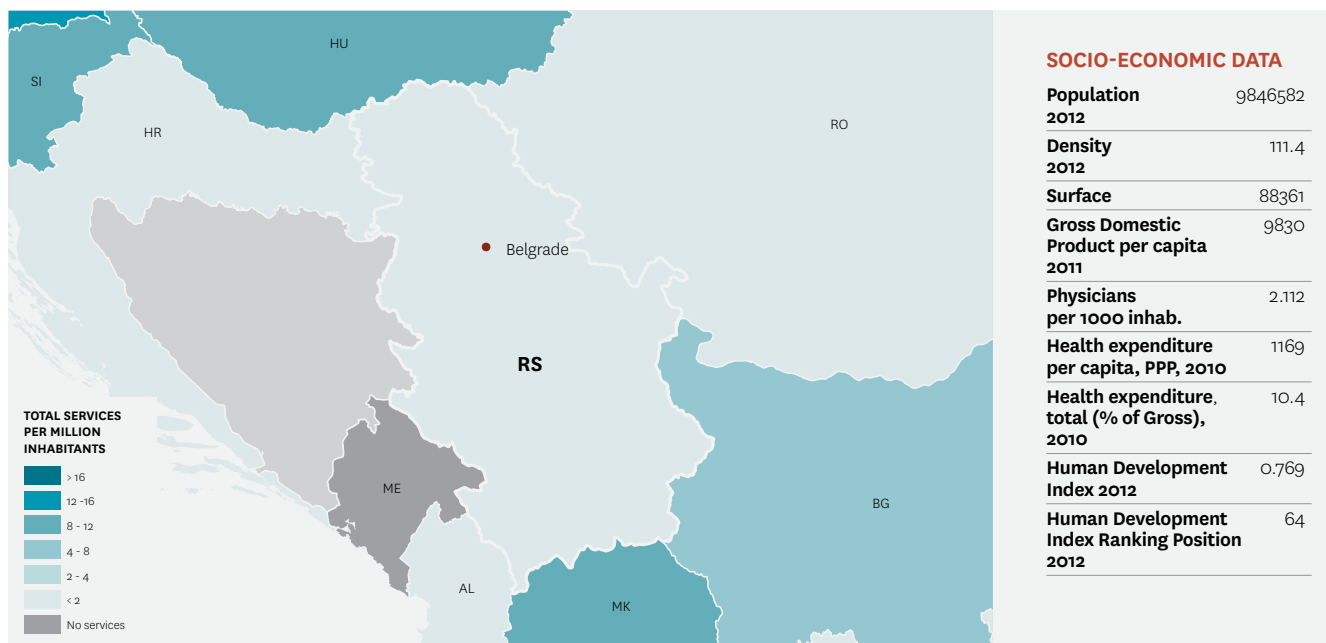 HU
SI
HR
RO
Belgrade
RS
ME
BG
AL
MK
TOTAL SERVICES
PER MILLION
INHABITANTS
> 16
12 -16
8 - 12
4 - 8
2 - 4
< 2
No services
SOCIO-ECONOMIC DATA
Population 9846582
2012
Density 111.4
2012
Surface 88361
Gross Domestic 9830
Product per capita
2011
Physicians 2.112
per 1000 inhab.
Health expenditure 1169
per capita, PPP, 2010
Health expenditure, 10.4
total (% of Gross),
2010
Human Development 0.769
Index 2012
Human Development 64
Index Ranking Position
2012